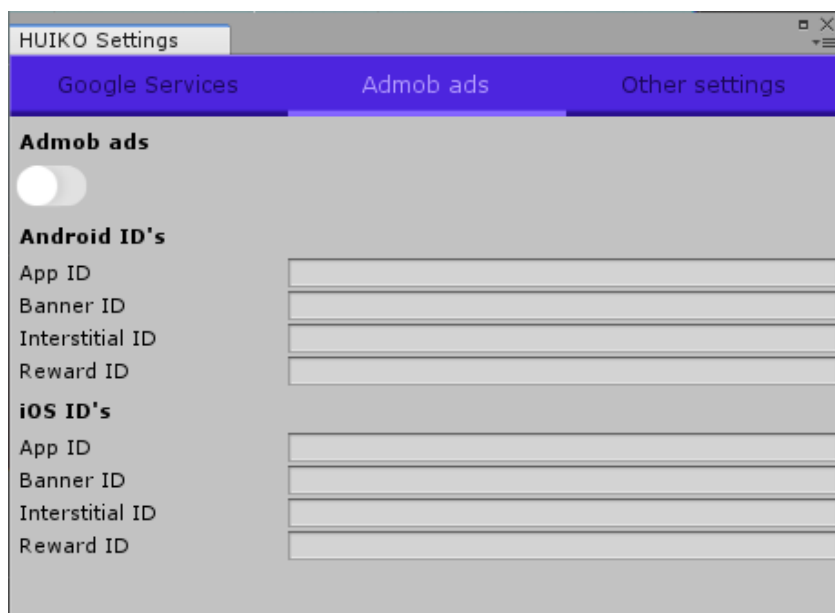 HUIKO Settings
Google Services Admob ads Other settings
Admob ads
Android ID's
App ID
Banner ID
Interstitial ID
Reward ID
iOS ID's
App ID
Banner ID
Interstitial ID
Reward ID